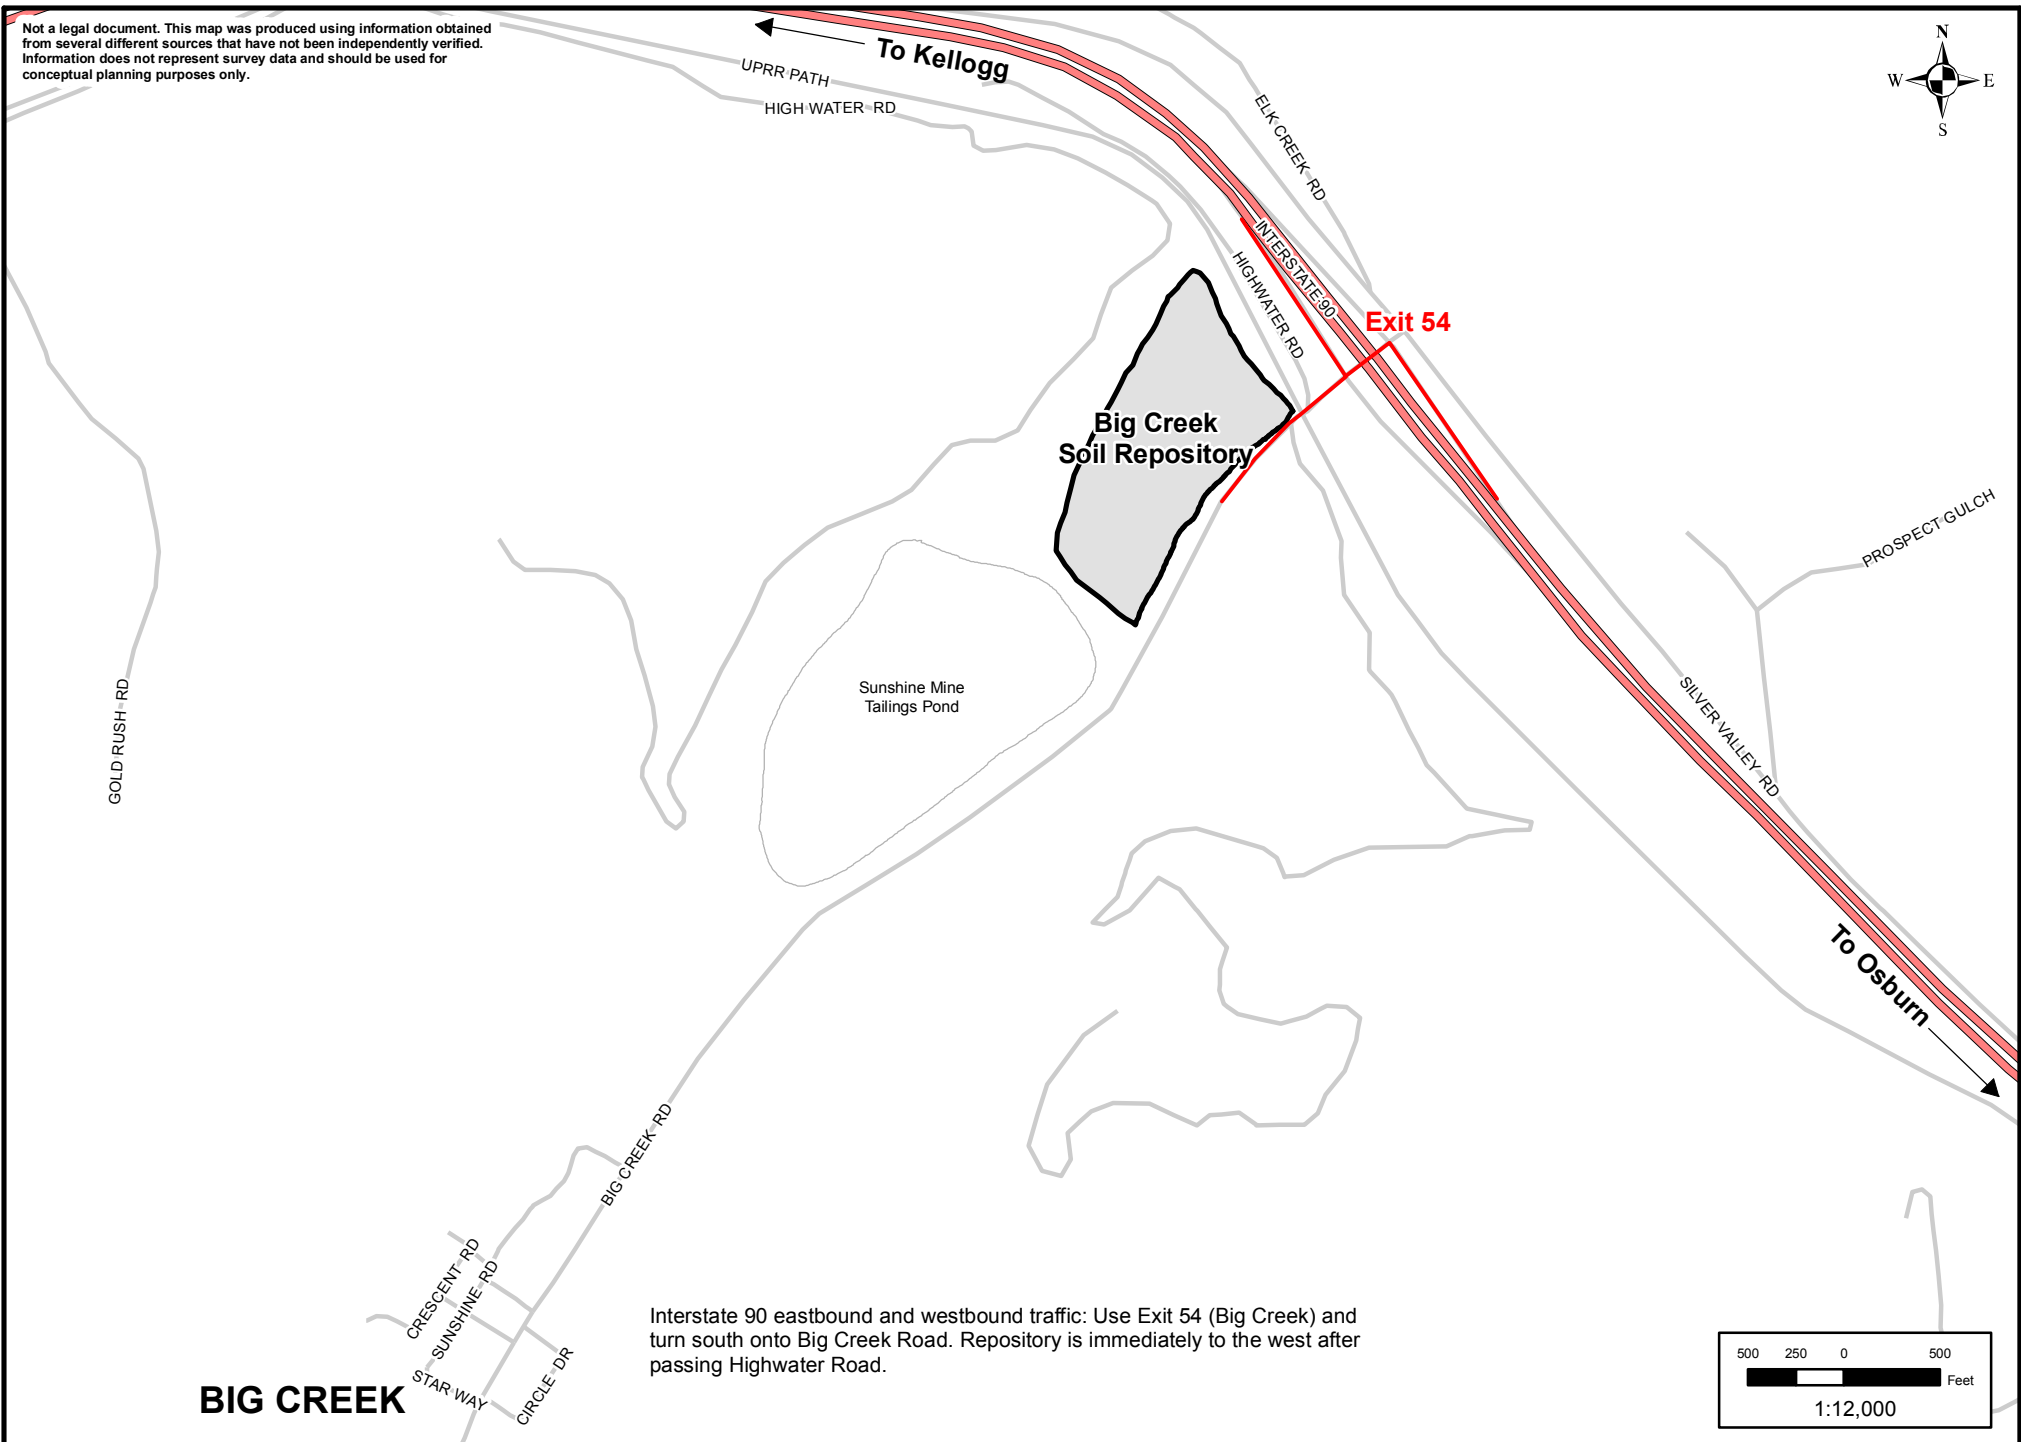 Not a legal document. This map was produced using information obtained
from several different sources that have not been independently verified.
Information does not represent survey data and should be used for
conceptual planning purposes only.
To Kellogg
N
W
E
S
UPRR PATH
HIGH WATER RD
ELK CREEK RD
INTERSTATE 90
HIGHWATER RD
Exit 54
Big Creek
Soil Repository
PROSPECT GULCH
Sunshine Mine
Tailings Pond
GOLD RUSH RD
SILVER VALLEY RD
To Osburn
BIG CREEK RD
CRESCENT RD
SUNSHINE RD
STAR WAY
CIRCLE DR
BIG CREEK
Interstate 90 eastbound and westbound traffic: Use Exit 54 (Big Creek) and
turn south onto Big Creek Road. Repository is immediately to the west after
passing Highwater Road.
500 250 0 500
Feet
1:12,000